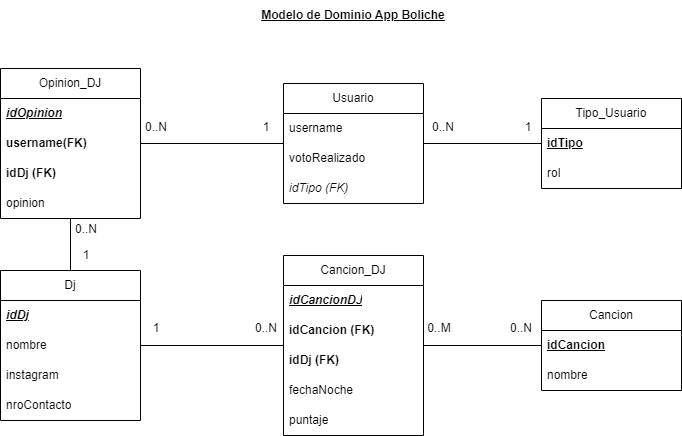 Modelo de Dominio App Boliche
Opinion_DJ
idOpinion
username(FK)
idDj (FK)
opinion
0..N
1
Usuario
username
votoRealizado
idTipo (FK)
0..N
1
Tipo_Usuario
idTipo
rol
0..N
1
Dj
idDj
nombre
instagram
nroContacto
1
0..N
Cancion_DJ
idCancionDJ
idCancion (FK)
idDj (FK)
fechaNoche
puntaje
0..M
0..N
Cancion
idCancion
nombre